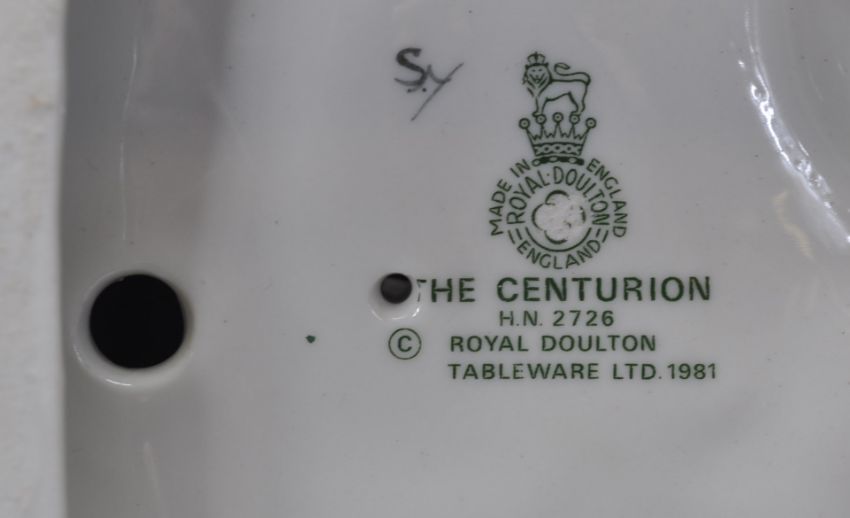 S.y
MADE IN ENGLAND
ROYAL·DOULTON
ENGLAND
THE CENTURION
H.N. 2726
© ROYAL DOULTON
TABLEWARE LTD. 1981